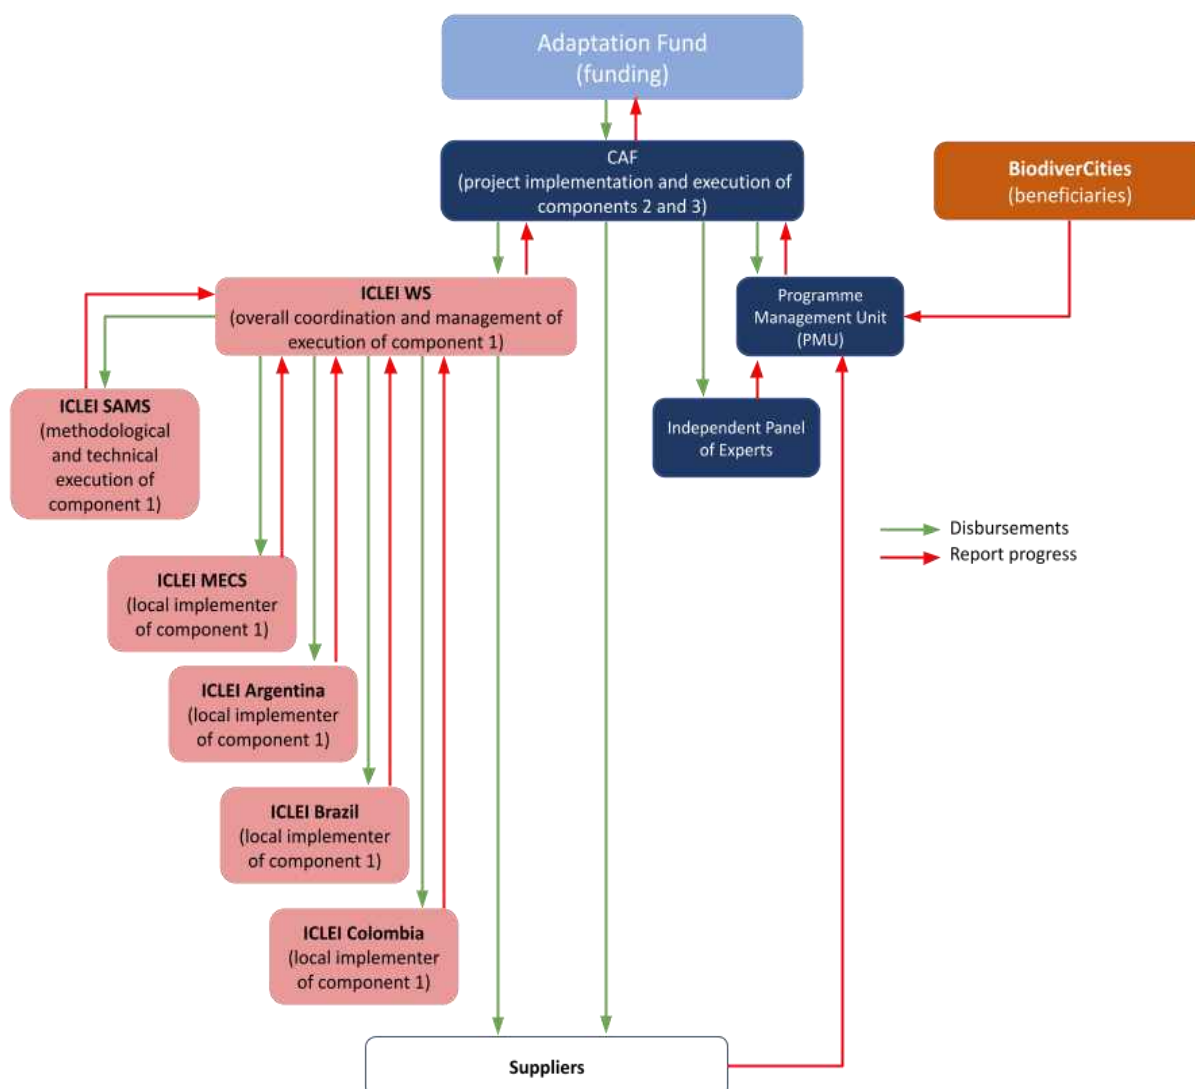 Adaptation Fund
(funding)
CAF
(project implementation and execution of
components 2 and 3)
BiodiverCities
(beneficiaries)
ICLEI WS
(overall coordination and management of
execution of component 1)
Programme
Management Unit
(PMU)
ICLEI SAMS
(methodological
and technical
execution of
component 1)
Independent Panel
of Experts
Disbursements
Report progress
ICLEI MECS
(local implementer
of component 1)
ICLEI Argentina
(local implementer
of component 1)
ICLEI Brazil
(local implementer
of component 1)
ICLEI Colombia
(local implementer
of component 1)
Suppliers